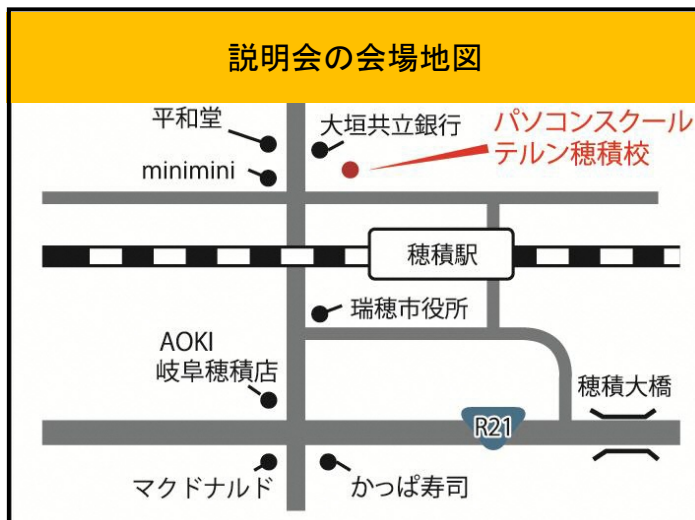 説明会の会場地図
平和堂
大垣共立銀行
パソコンスクール
テルン穂積校
minimini
穂積駅
瑞穂市役所
AOKI
岐阜穂積店
穂積大橋
R21
マクドナルド
かっぱ寿司